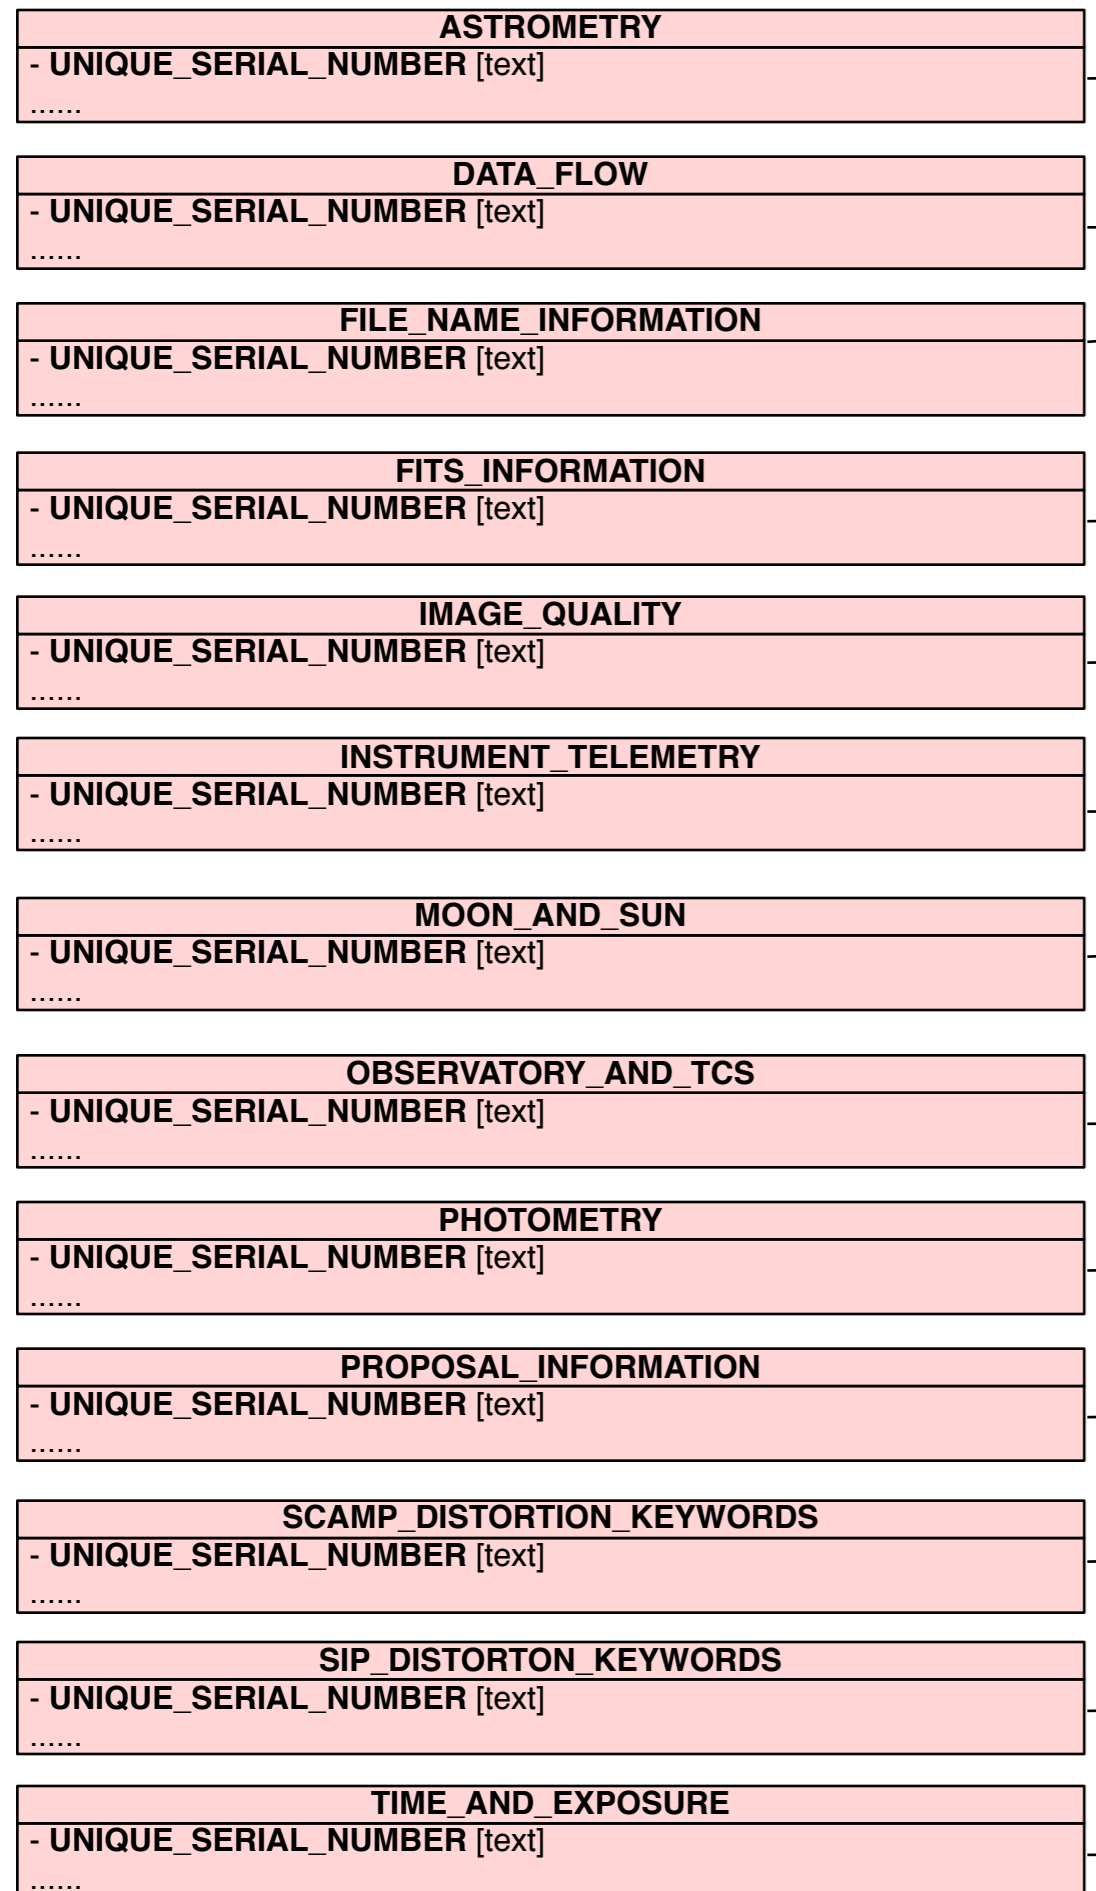 ASTROMETRY
- UNIQUE_SERIAL_NUMBER [text]
......
DATA_FLOW
- UNIQUE_SERIAL_NUMBER [text]
......
FILE_NAME_INFORMATION
- UNIQUE_SERIAL_NUMBER [text]
......
FITS_INFORMATION
- UNIQUE_SERIAL_NUMBER [text]
......
IMAGE_QUALITY
- UNIQUE_SERIAL_NUMBER [text]
......
INSTRUMENT_TELEMETRY
- UNIQUE_SERIAL_NUMBER [text]
......
MOON_AND_SUN
- UNIQUE_SERIAL_NUMBER [text]
......
OBSERVATORY_AND_TCS
- UNIQUE_SERIAL_NUMBER [text]
......
PHOTOMETRY
- UNIQUE_SERIAL_NUMBER [text]
......
PROPOSAL_INFORMATION
- UNIQUE_SERIAL_NUMBER [text]
......
SCAMP_DISTORTION_KEYWORDS
- UNIQUE_SERIAL_NUMBER [text]
......
SIP_DISTORTON_KEYWORDS
- UNIQUE_SERIAL_NUMBER [text]
......
TIME_AND_EXPOSURE
- UNIQUE_SERIAL_NUMBER [text]
......